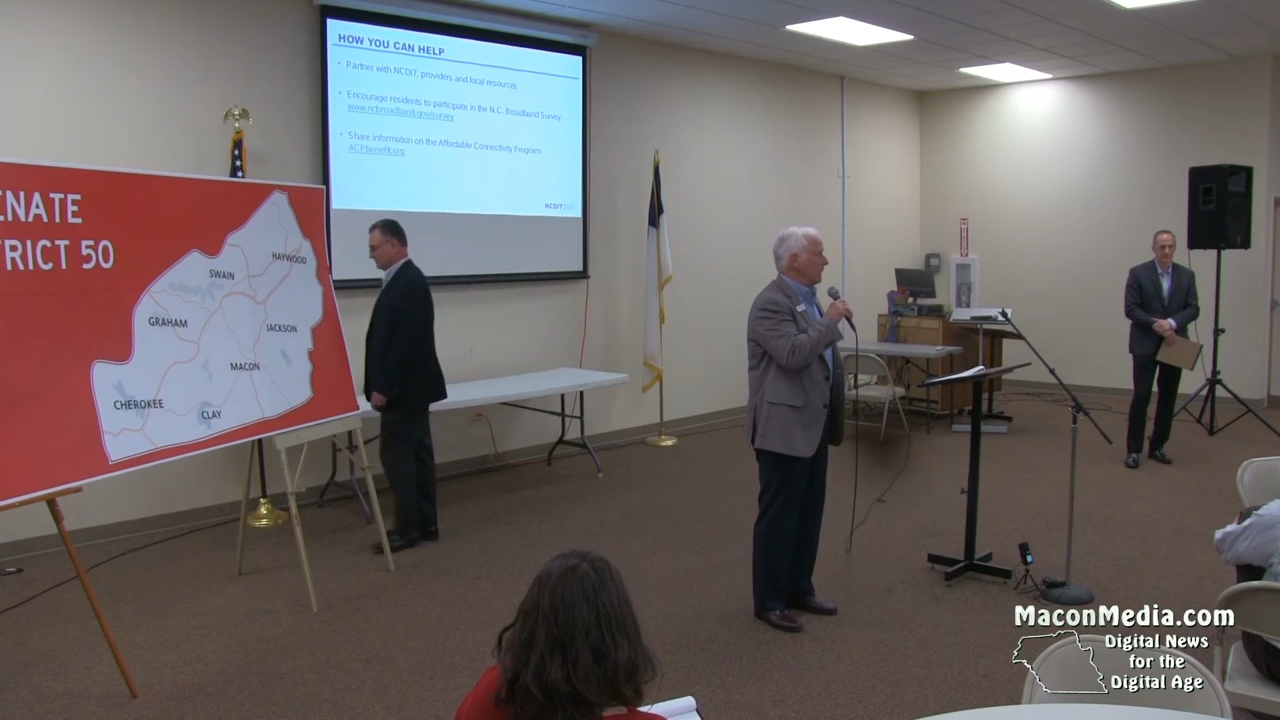 HOW YOU CAN HELP
• Partner with NCDIT, providers and local resources
• Encourage residents to participate in the N.C. Broadband Survey:
www.ncbroadband.gov/survey
• Share information on the Affordable Connectivity Program:
ACPbenefit.org
NCDIT
ENATE
TRICT 50
HAYWOOD
SWAIN
GRAHAM
JACKSON
MACON
CHEROKEE
CLAY
MaconMedia.com
Digital News
for the
Digital Age